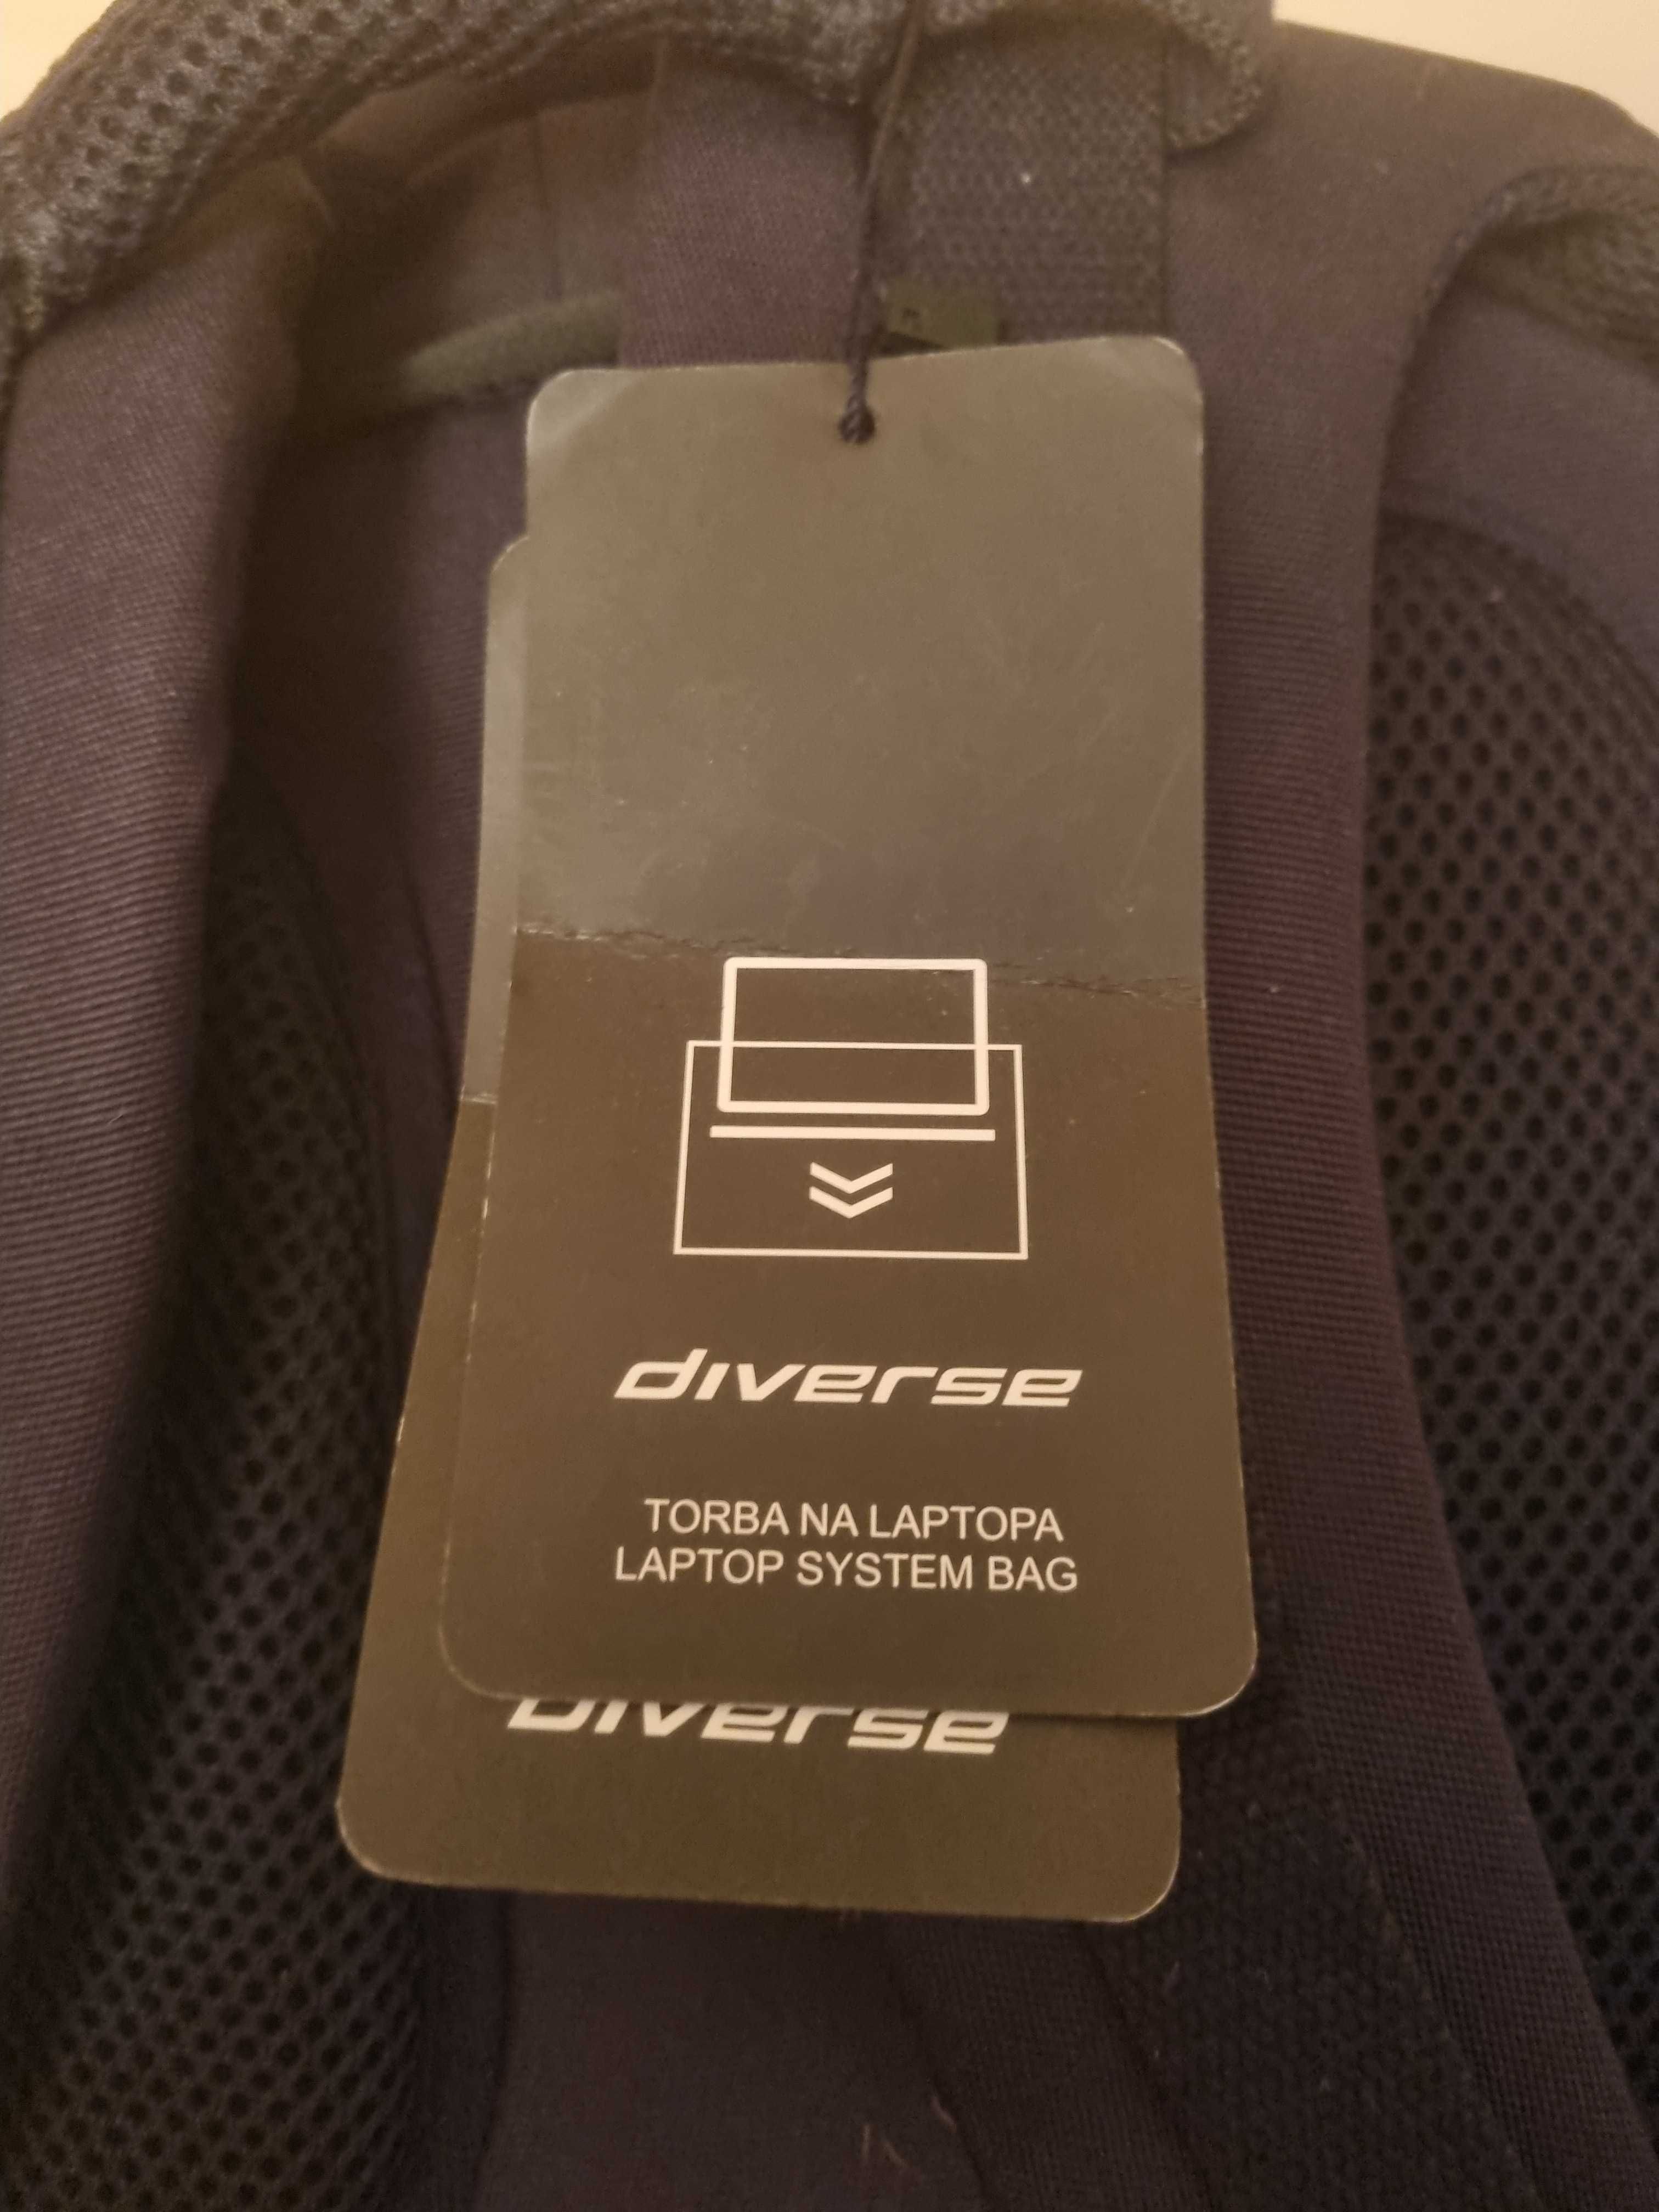 diverse
TORBA NA LAPTOPA
LAPTOP SYSTEM BAG
diverse